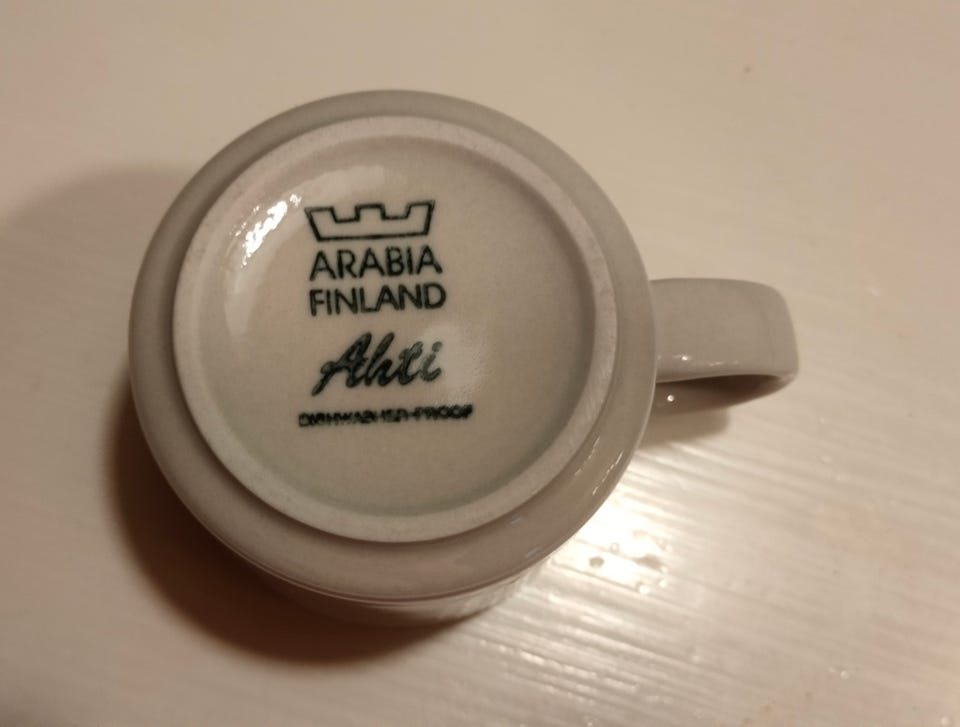 ARABIA
FINLAND
Ahti
DISHWASHER-PROOF